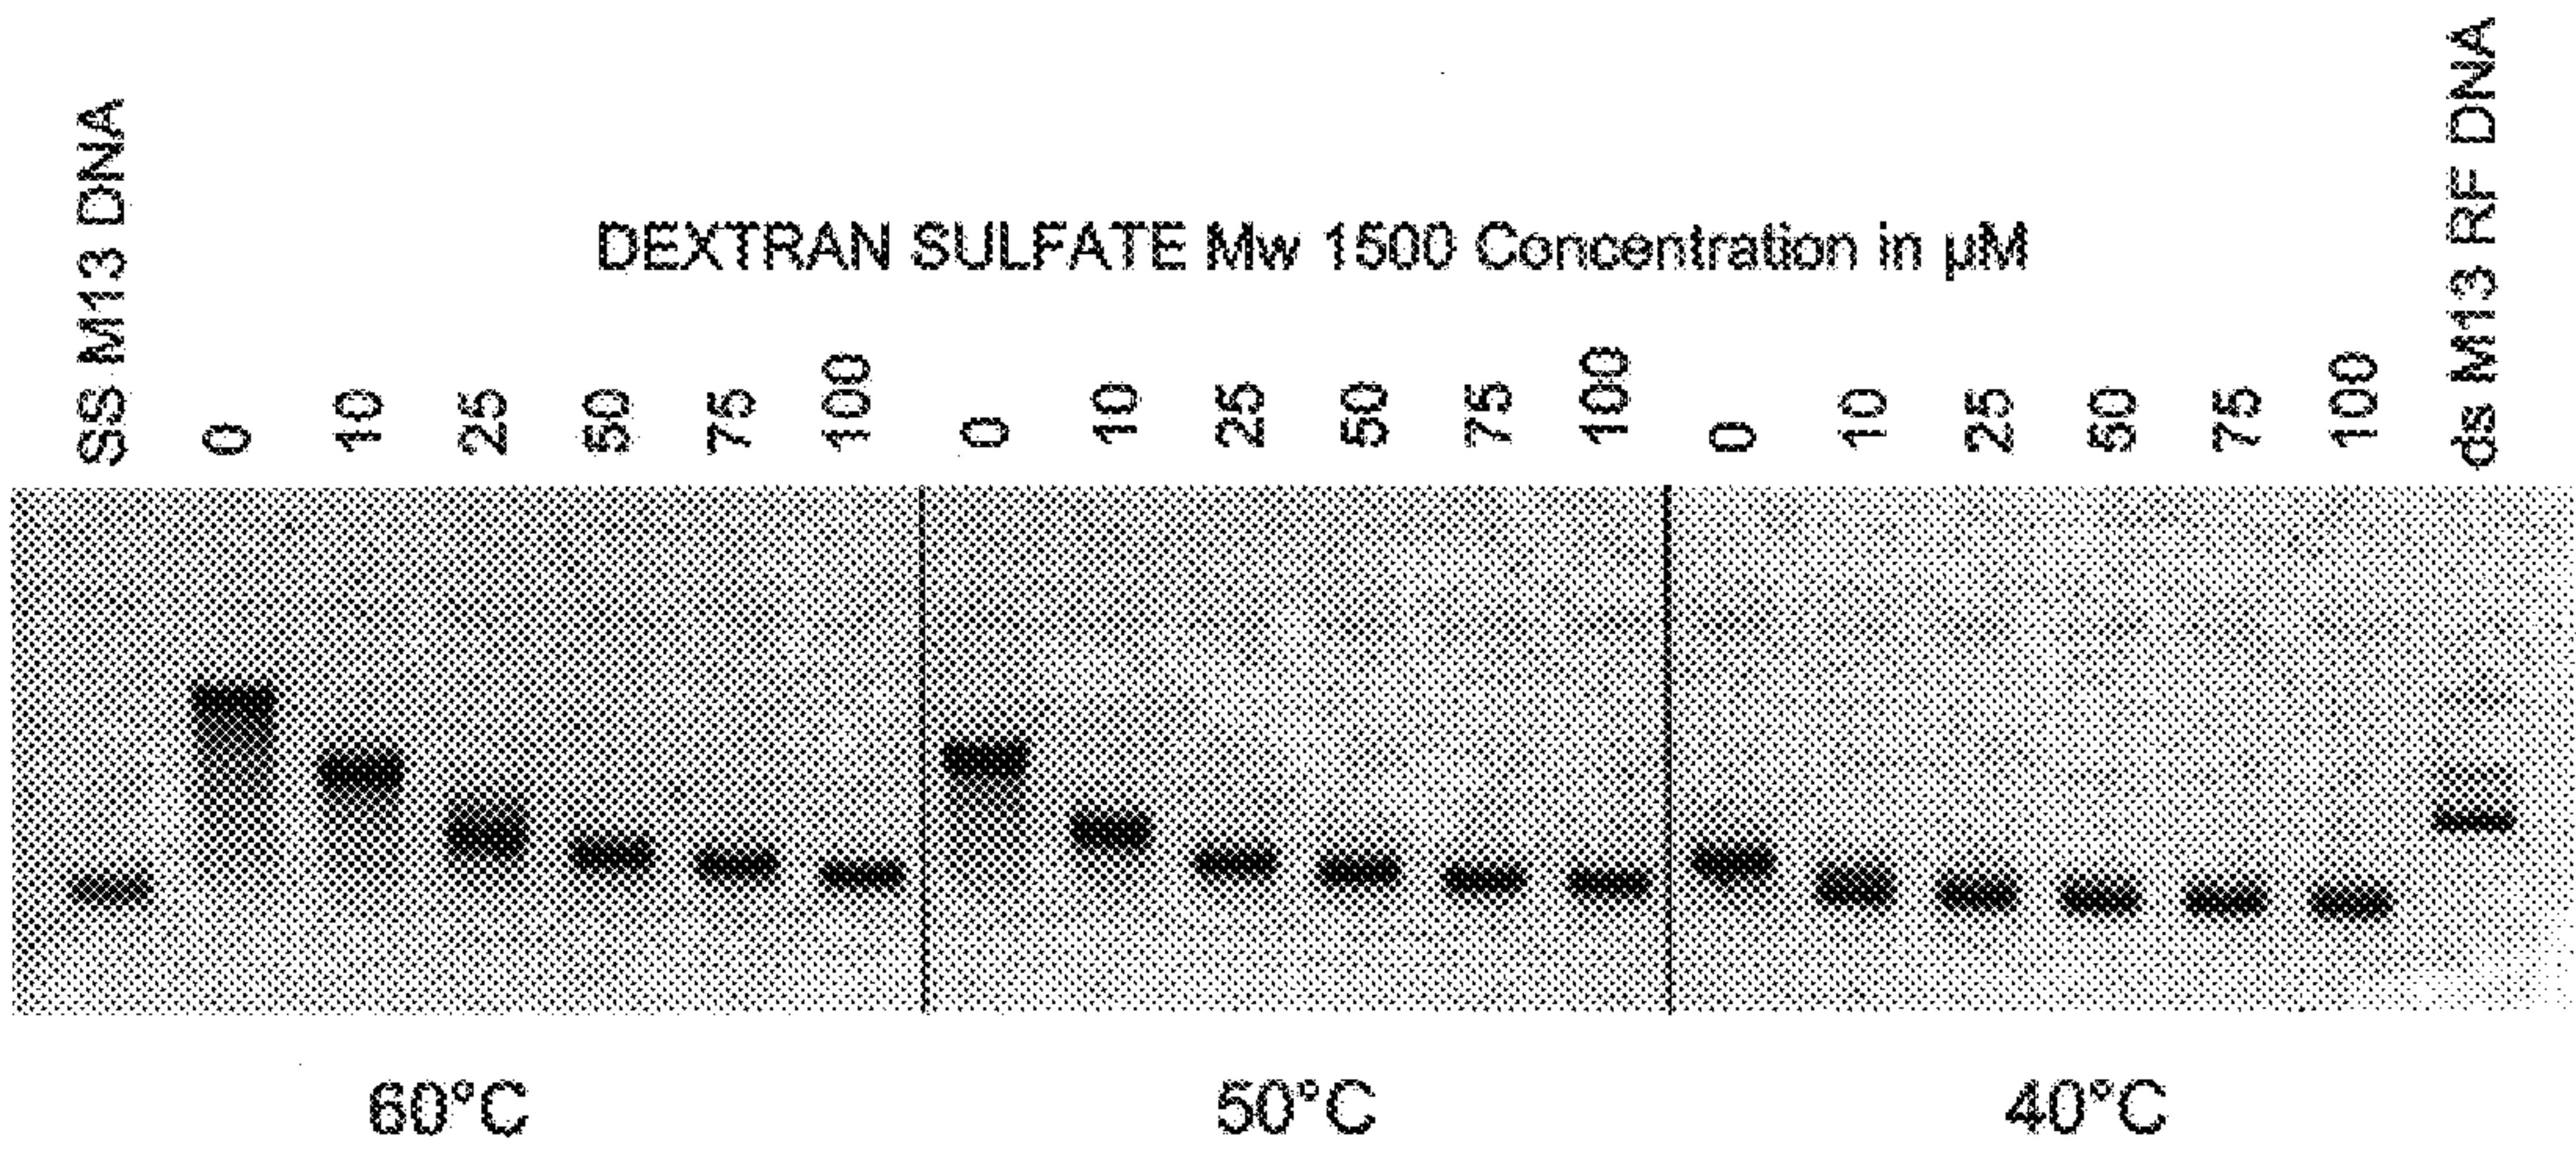 SS M13 DNA
DEXTRAN SULFATE Mw 1500 Concentration in µM
0 10 25 50 75 100 0 10 25 50 75 100 0 10 25 50 75 100
ds M13 RF DNA
60°C 50°C 40°C